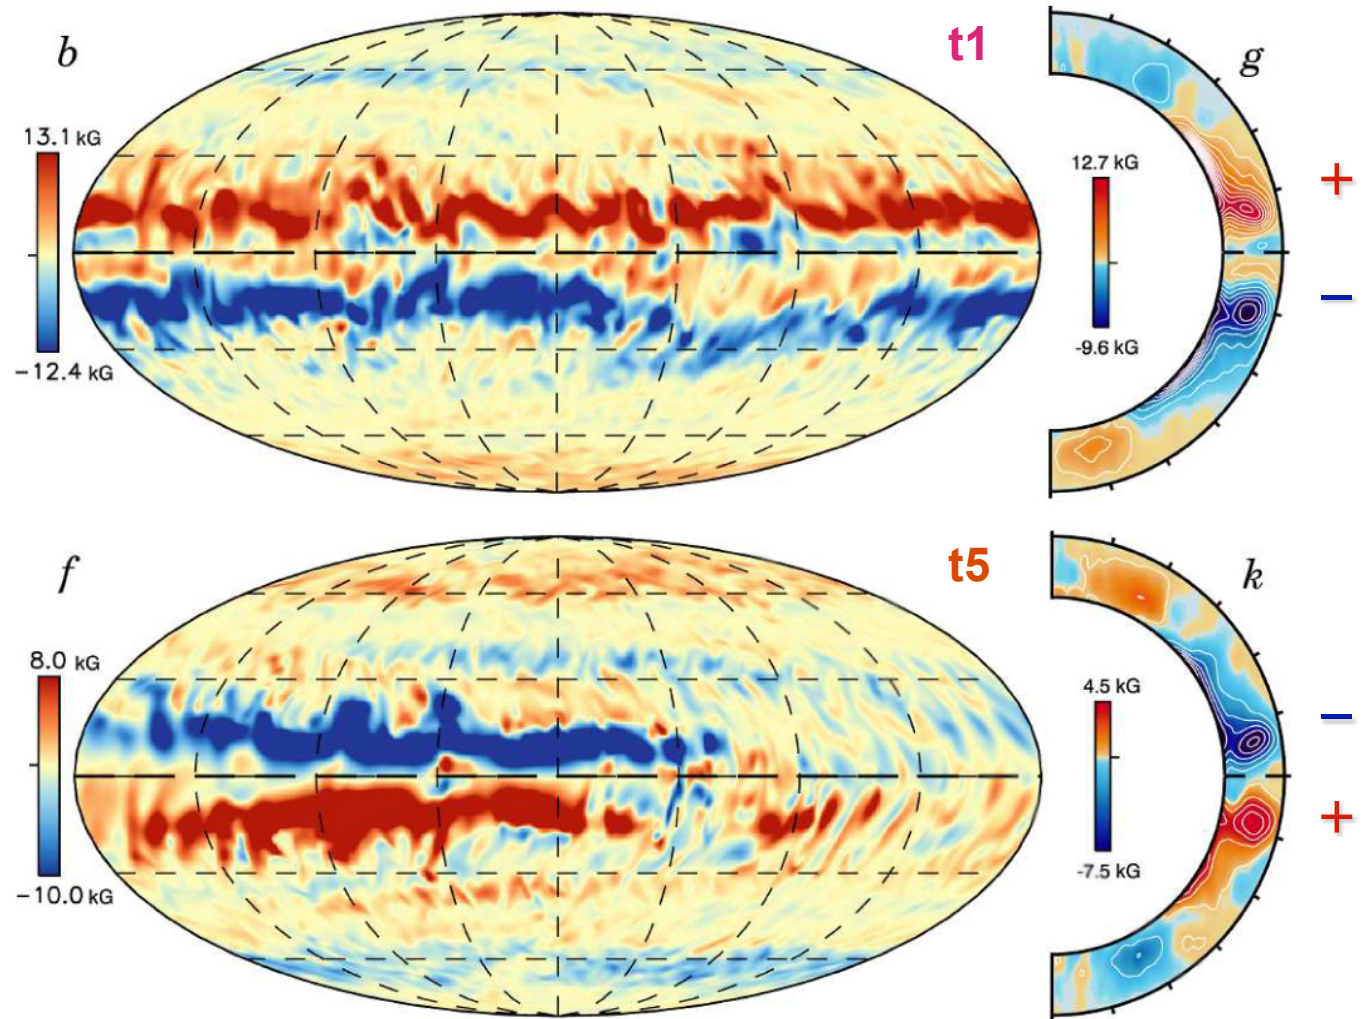 b
t1
g
13.1 kG
−12.4 kG
12.7 kG
-9.6 kG
+
−
f
t5
k
8.0 kG
−10.0 kG
4.5 kG
-7.5 kG
−
+